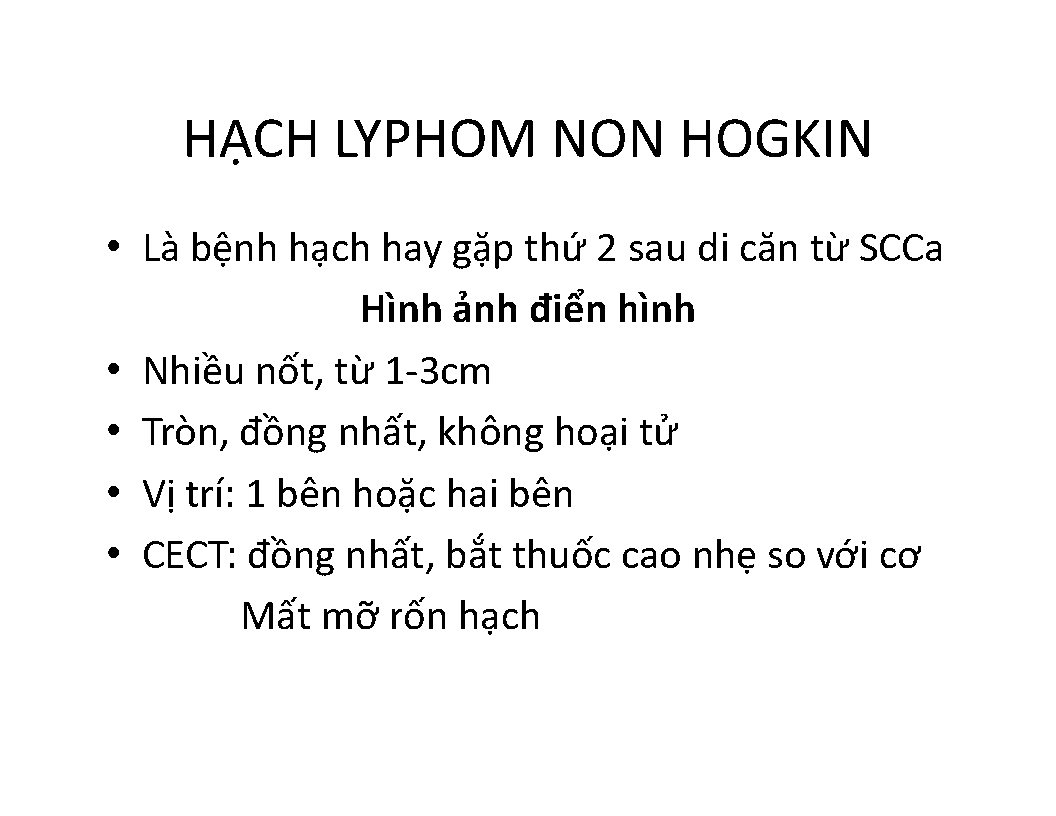 HẠCH LYPHOM NON HOGKIN
• Là bệnh hạch hay gặp thứ 2 sau di căn từ SCCa
Hình ảnh điển hình
• Nhiều nốt, từ 1-3cm
• Tròn, đồng nhất, không hoại tử
• Vị trí: 1 bên hoặc hai bên
• CECT: đồng nhất, bắt thuốc cao nhẹ so với cơ
Mất mỡ rốn hạch